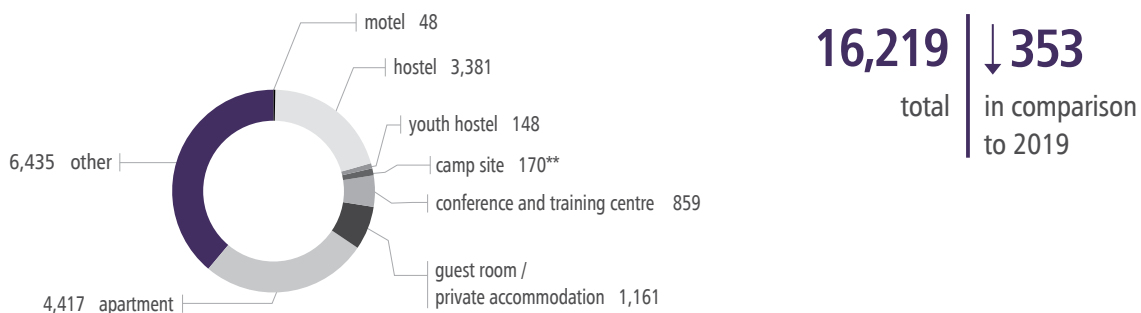 motel 48
hostel 3,381
youth hostel 148
camp site 170**
conference and training centre 859
guest room /
private accommodation 1,161
4,417 apartment
6,435 other
16,219
total
↓ 353
in comparison
to 2019